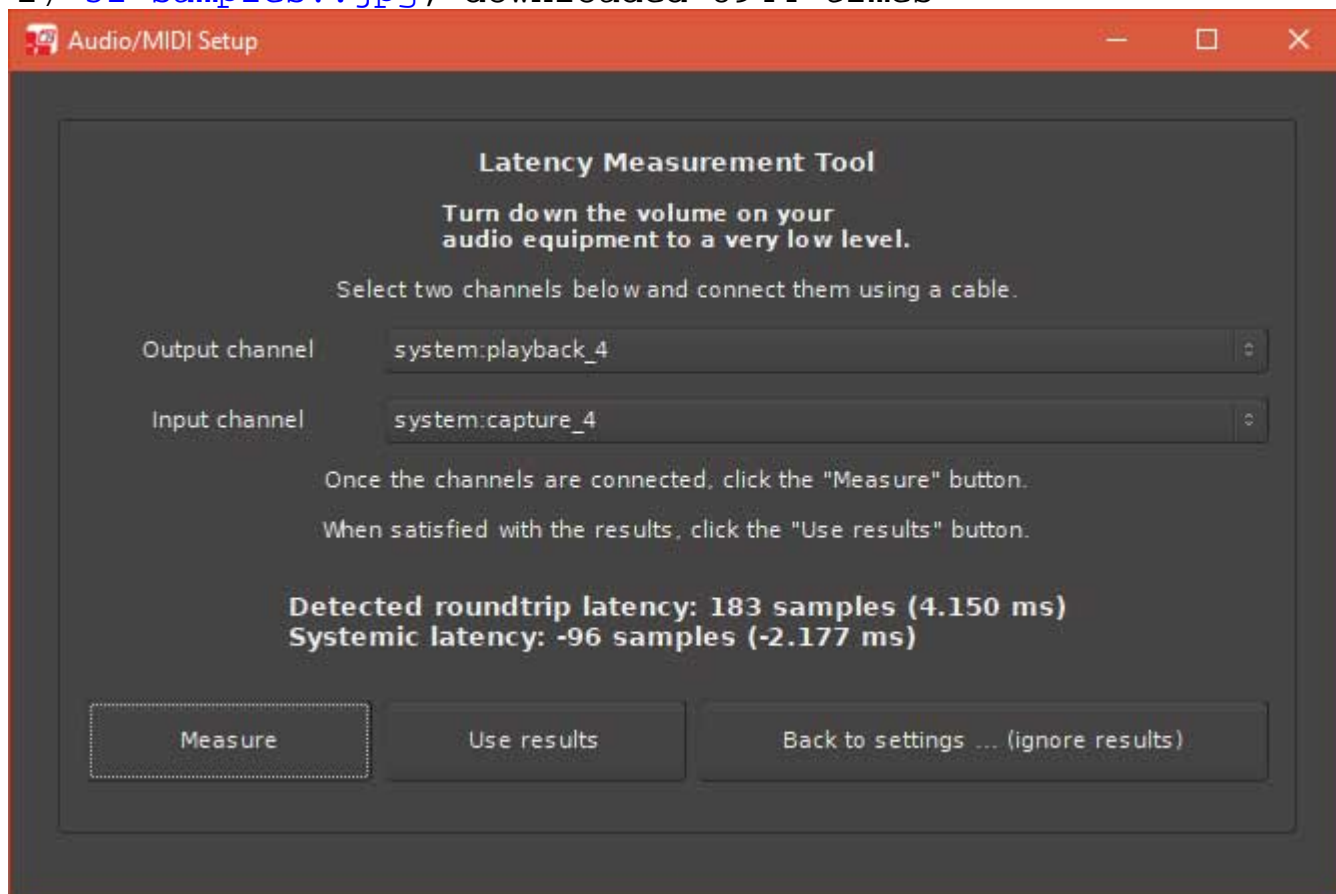 Audio/MIDI Setup
Latency Measurement Tool
Turn down the volume on your
audio equipment to a very low level.
Select two channels below and connect them using a cable.
Output channel system:playback_4
Input channel system:capture_4
Once the channels are connected, click the "Measure" button.
When satisfied with the results, click the "Use results" button.
Detected roundtrip latency: 183 samples (4.150 ms)
Systemic latency: -96 samples (-2.177 ms)
Measure Use results Back to settings ... (ignore results)